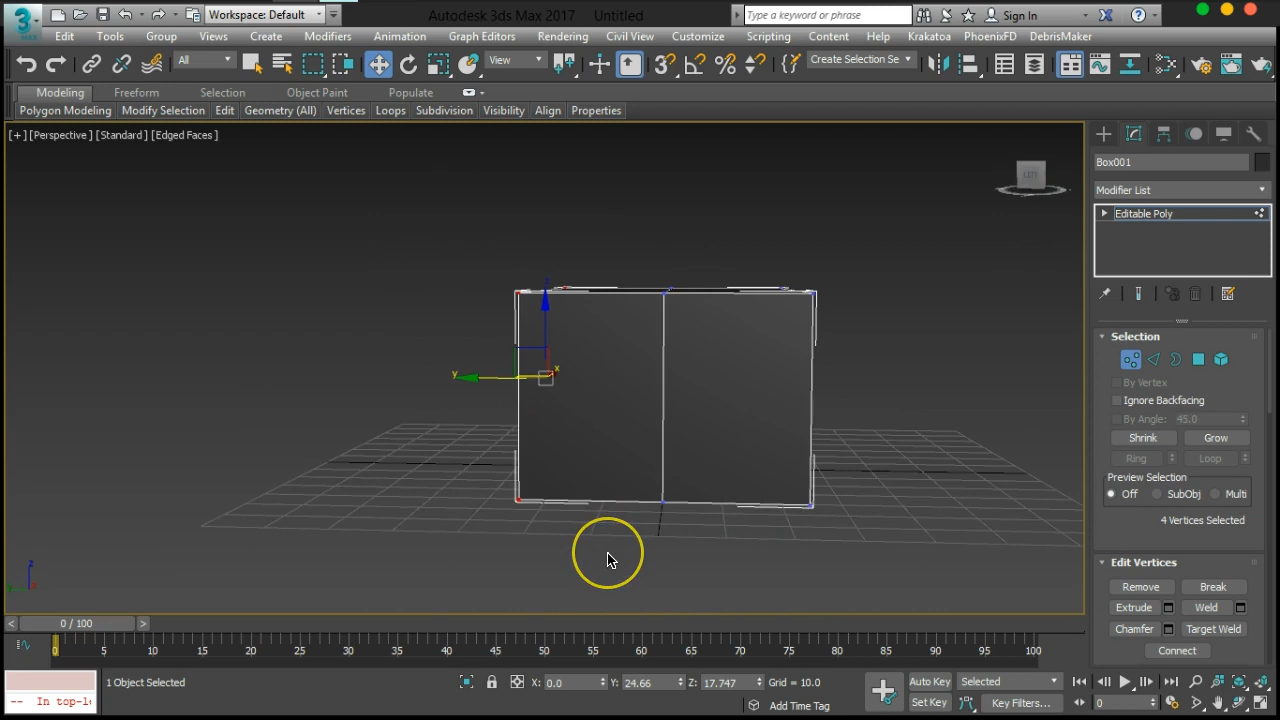 Autodesk 3ds Max 2017 Untitled
Workspace: Default
Type a keyword or phrase
Sign In
3
MAX
Edit Tools Group Views Create Modifiers Animation Graph Editors Rendering Civil View Customize Scripting Content Help Krakatoa PhoenixFD DebrisMaker
All
View
Create Selection Se
Modeling Freeform Selection Object Paint Populate
Polygon Modeling Modify Selection Edit Geometry (All) Vertices Loops Subdivision Visibility Align Properties
[+] [Perspective ] [Standard ] [Edged Faces ]
LEFT
y
x
z
Box001
Modifier List
Editable Poly
Selection
By Vertex
Ignore Backfacing
By Angle: 45.0
Shrink Grow
Ring Loop
Preview Selection
Off SubObj Multi
4 Vertices Selected
Edit Vertices
Remove Break
Extrude Weld
Chamfer Target Weld
Connect
< 0 / 100 >
0 5 10 15 20 25 30 35 40 45 50 55 60 65 70 75 80 85 90 95 100
1 Object Selected
X: 0.0 Y: 24.66 Z: 17.747 Grid = 10.0
Auto Key Selected
-- In top-le
Add Time Tag
Set Key Key Filters...
0